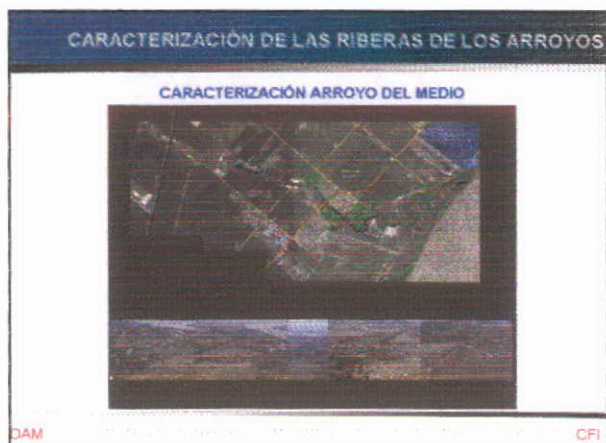 CARACTERIZACIÓN DE LAS RIBERAS DE LOS ARROYOS
CARACTERIZACIÓN ARROYO DEL MEDIO
DAM
CFI